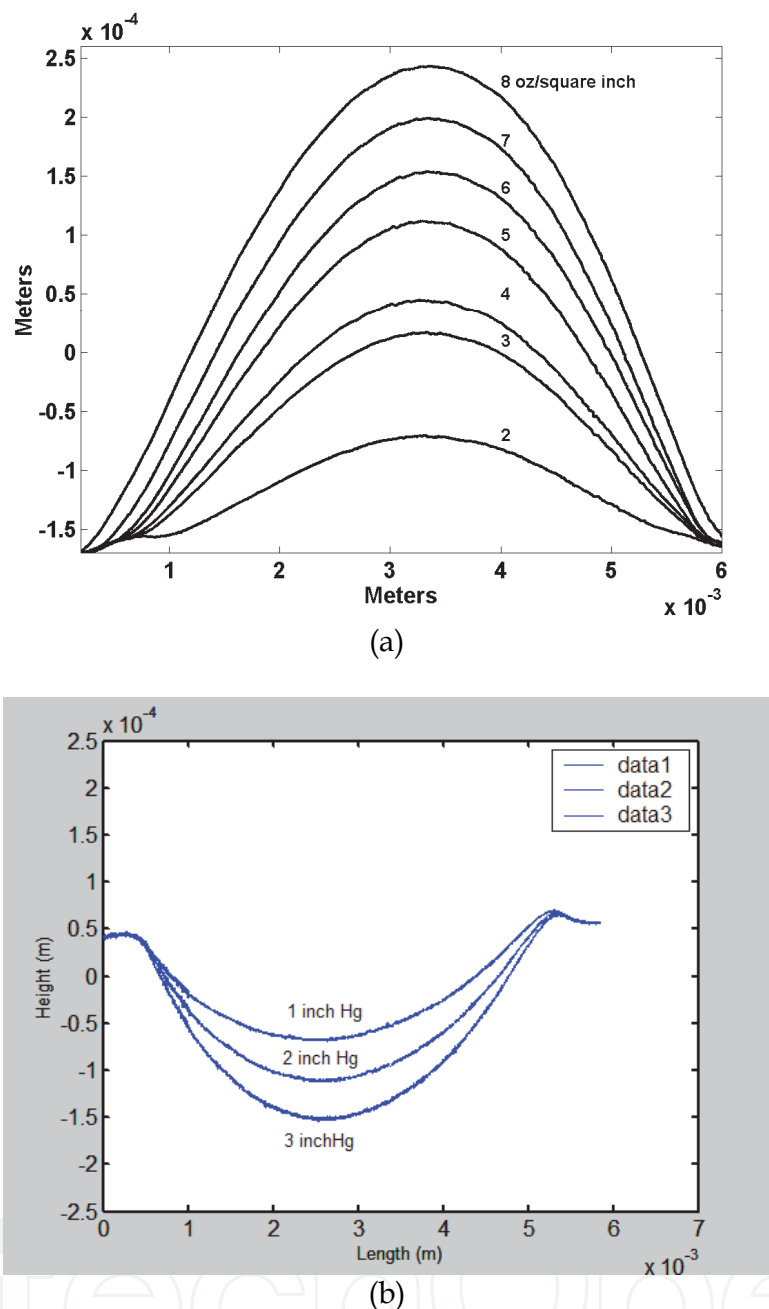 x 10-4
2.5
2
1.5
1
0.5
0
-0.5
-1
-1.5
Meters
8 oz/square inch
7
6
5
4
3
2
1 2 3 4 5 6
Meters
x 10-3
(a)
x 10-4
2.5
2
1.5
1
0.5
0
-0.5
-1
-1.5
-2
-2.5
Height (m)
data1
data2
data3
1 inch Hg
2 inch Hg
3 inchHg
0 1 2 3 4 5 6 7
Length (m)
x 10-3
(b)